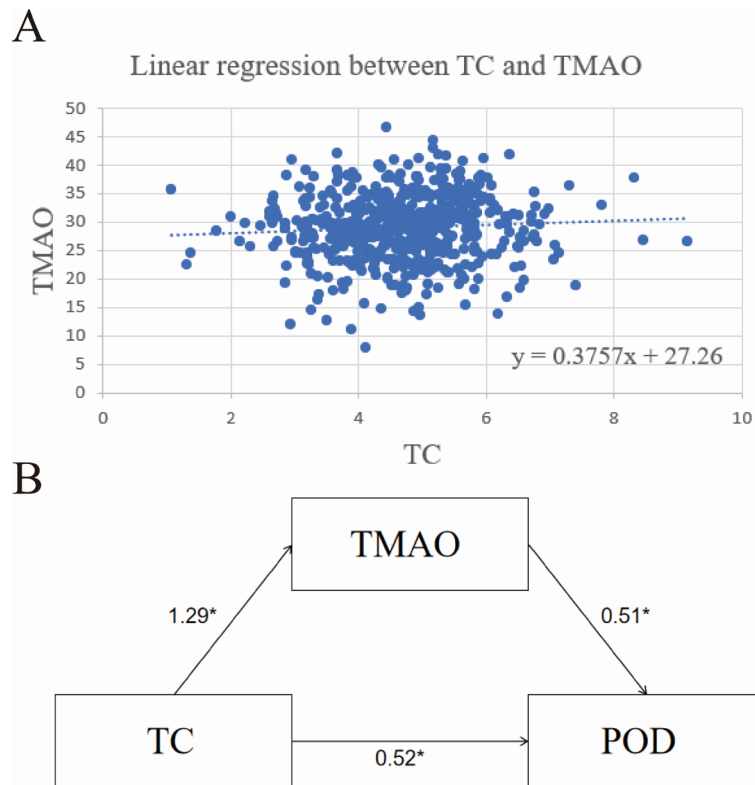 A
Linear regression between TC and TMAO
50
45
40
35
30
25
20
15
10
5
0
TMAO
y = 0.3757x + 27.26
0 2 4 6 8 10
TC
B
TMAO
1.29* 0.51*
TC POD
0.52*